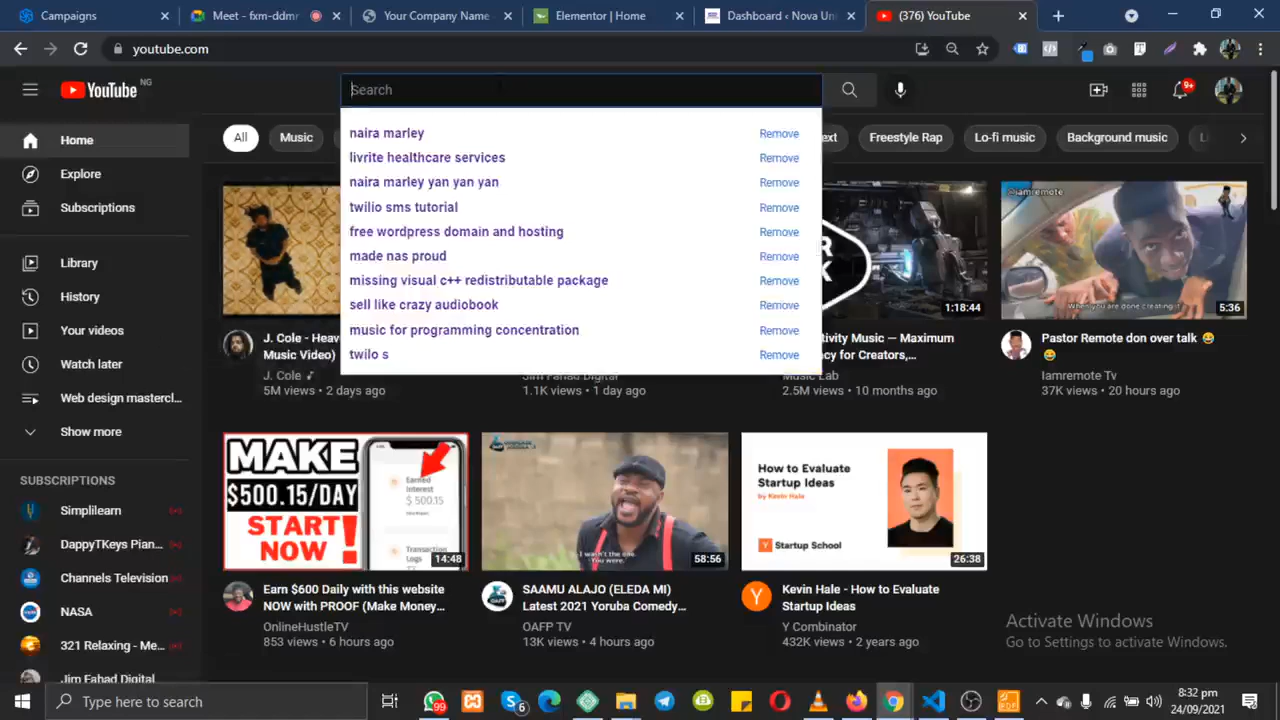 Campaigns
Meet - fxm-ddmr
Your Company Name
Elementor | Home
Dashboard ‹ Nova Un
(376) YouTube
youtube.com
YouTube NG
Search
9+
naira marley Remove
livrite healthcare services Remove
naira marley yan yan yan Remove
twilio sms tutorial Remove
free wordpress domain and hosting Remove
made nas proud Remove
missing visual c++ redistributable package Remove
sell like crazy audiobook Remove
music for programming concentration Remove
twilo s Remove
Home
Explore
Subscriptions
Library
History
Your videos
Watch later
Web design mastercl...
Show more
SUBSCRIPTIONS
Simplilearn
DappyTKeys Pian...
Channels Television
NASA
321 Relaxing - Me...
Jim Fahad Digital
All
Music
Freestyle Rap
Lo-fi music
Background music
1:18:44
@iamremote
When you are done creating it
5:36
J. Cole - Heav
Music Video)
J. Cole
5M views • 2 days ago
Jim Fahad Digital
1.1K views • 1 day ago
tivity Music — Maximum
cy for Creators,...
Music Lab
2.5M views • 10 months ago
Pastor Remote don over talk 😂
😂
Iamremote Tv
37K views • 20 hours ago
MAKE
$500.15/DAY
START
NOW!
Earned
Interest
$ 500.15
Transaction
Logs
14:48
Earn $600 Daily with this website
NOW with PROOF (Make Money...
OnlineHustleTV
853 views • 6 hours ago
I wasn't the one.
You were.
58:56
SAAMU ALAJO (ELEDA MI)
Latest 2021 Yoruba Comedy...
OAFP TV
13K views • 4 hours ago
How to Evaluate
Startup Ideas
by Kevin Hale
Y Startup School
26:38
Y
Kevin Hale - How to Evaluate
Startup Ideas
Y Combinator
432K views • 2 years ago
Activate Windows
Go to Settings to activate Windows.
Type here to search
99
6
8:32 pm
24/09/2021